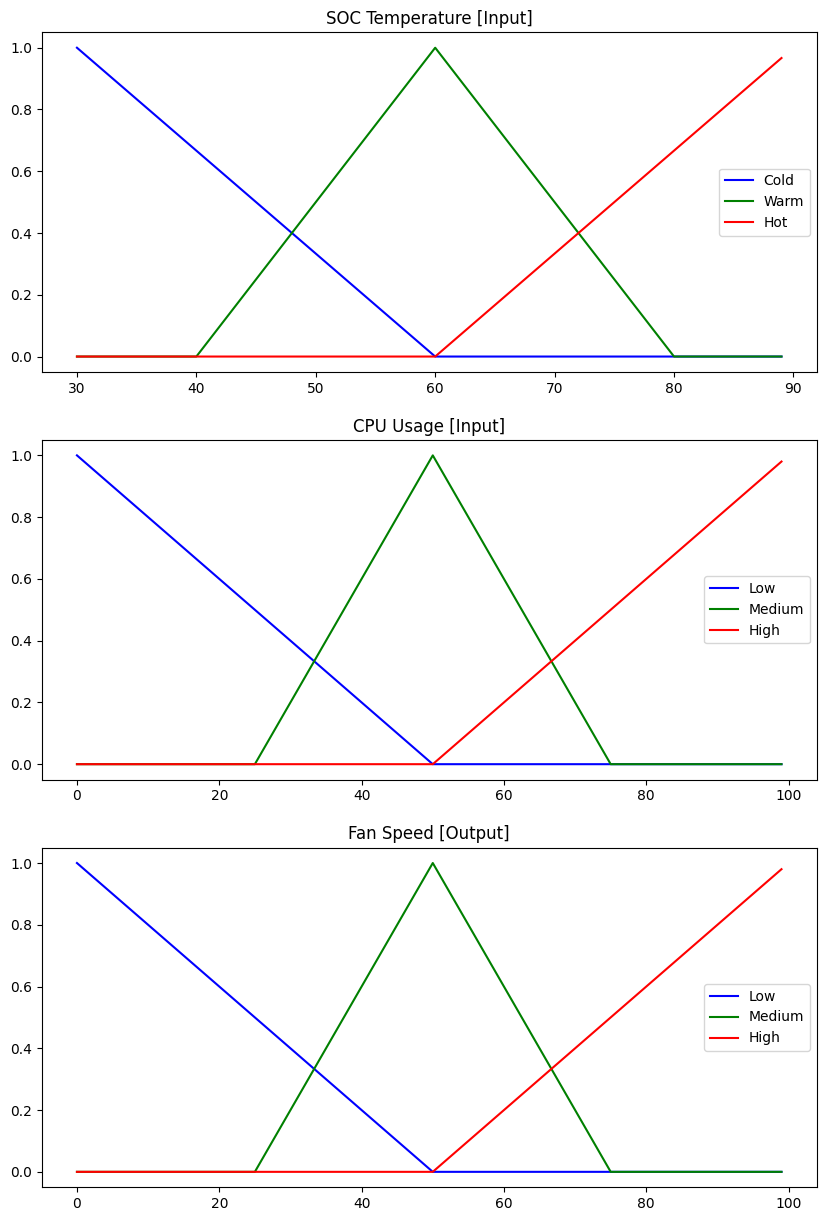 SOC Temperature [Input]
1.0
0.8
0.6
0.4
0.2
0.0
Cold
Warm
Hot
30 40 50 60 70 80 90
CPU Usage [Input]
1.0
0.8
0.6
0.4
0.2
0.0
Low
Medium
High
0 20 40 60 80 100
Fan Speed [Output]
1.0
0.8
0.6
0.4
0.2
0.0
Low
Medium
High
0 20 40 60 80 100